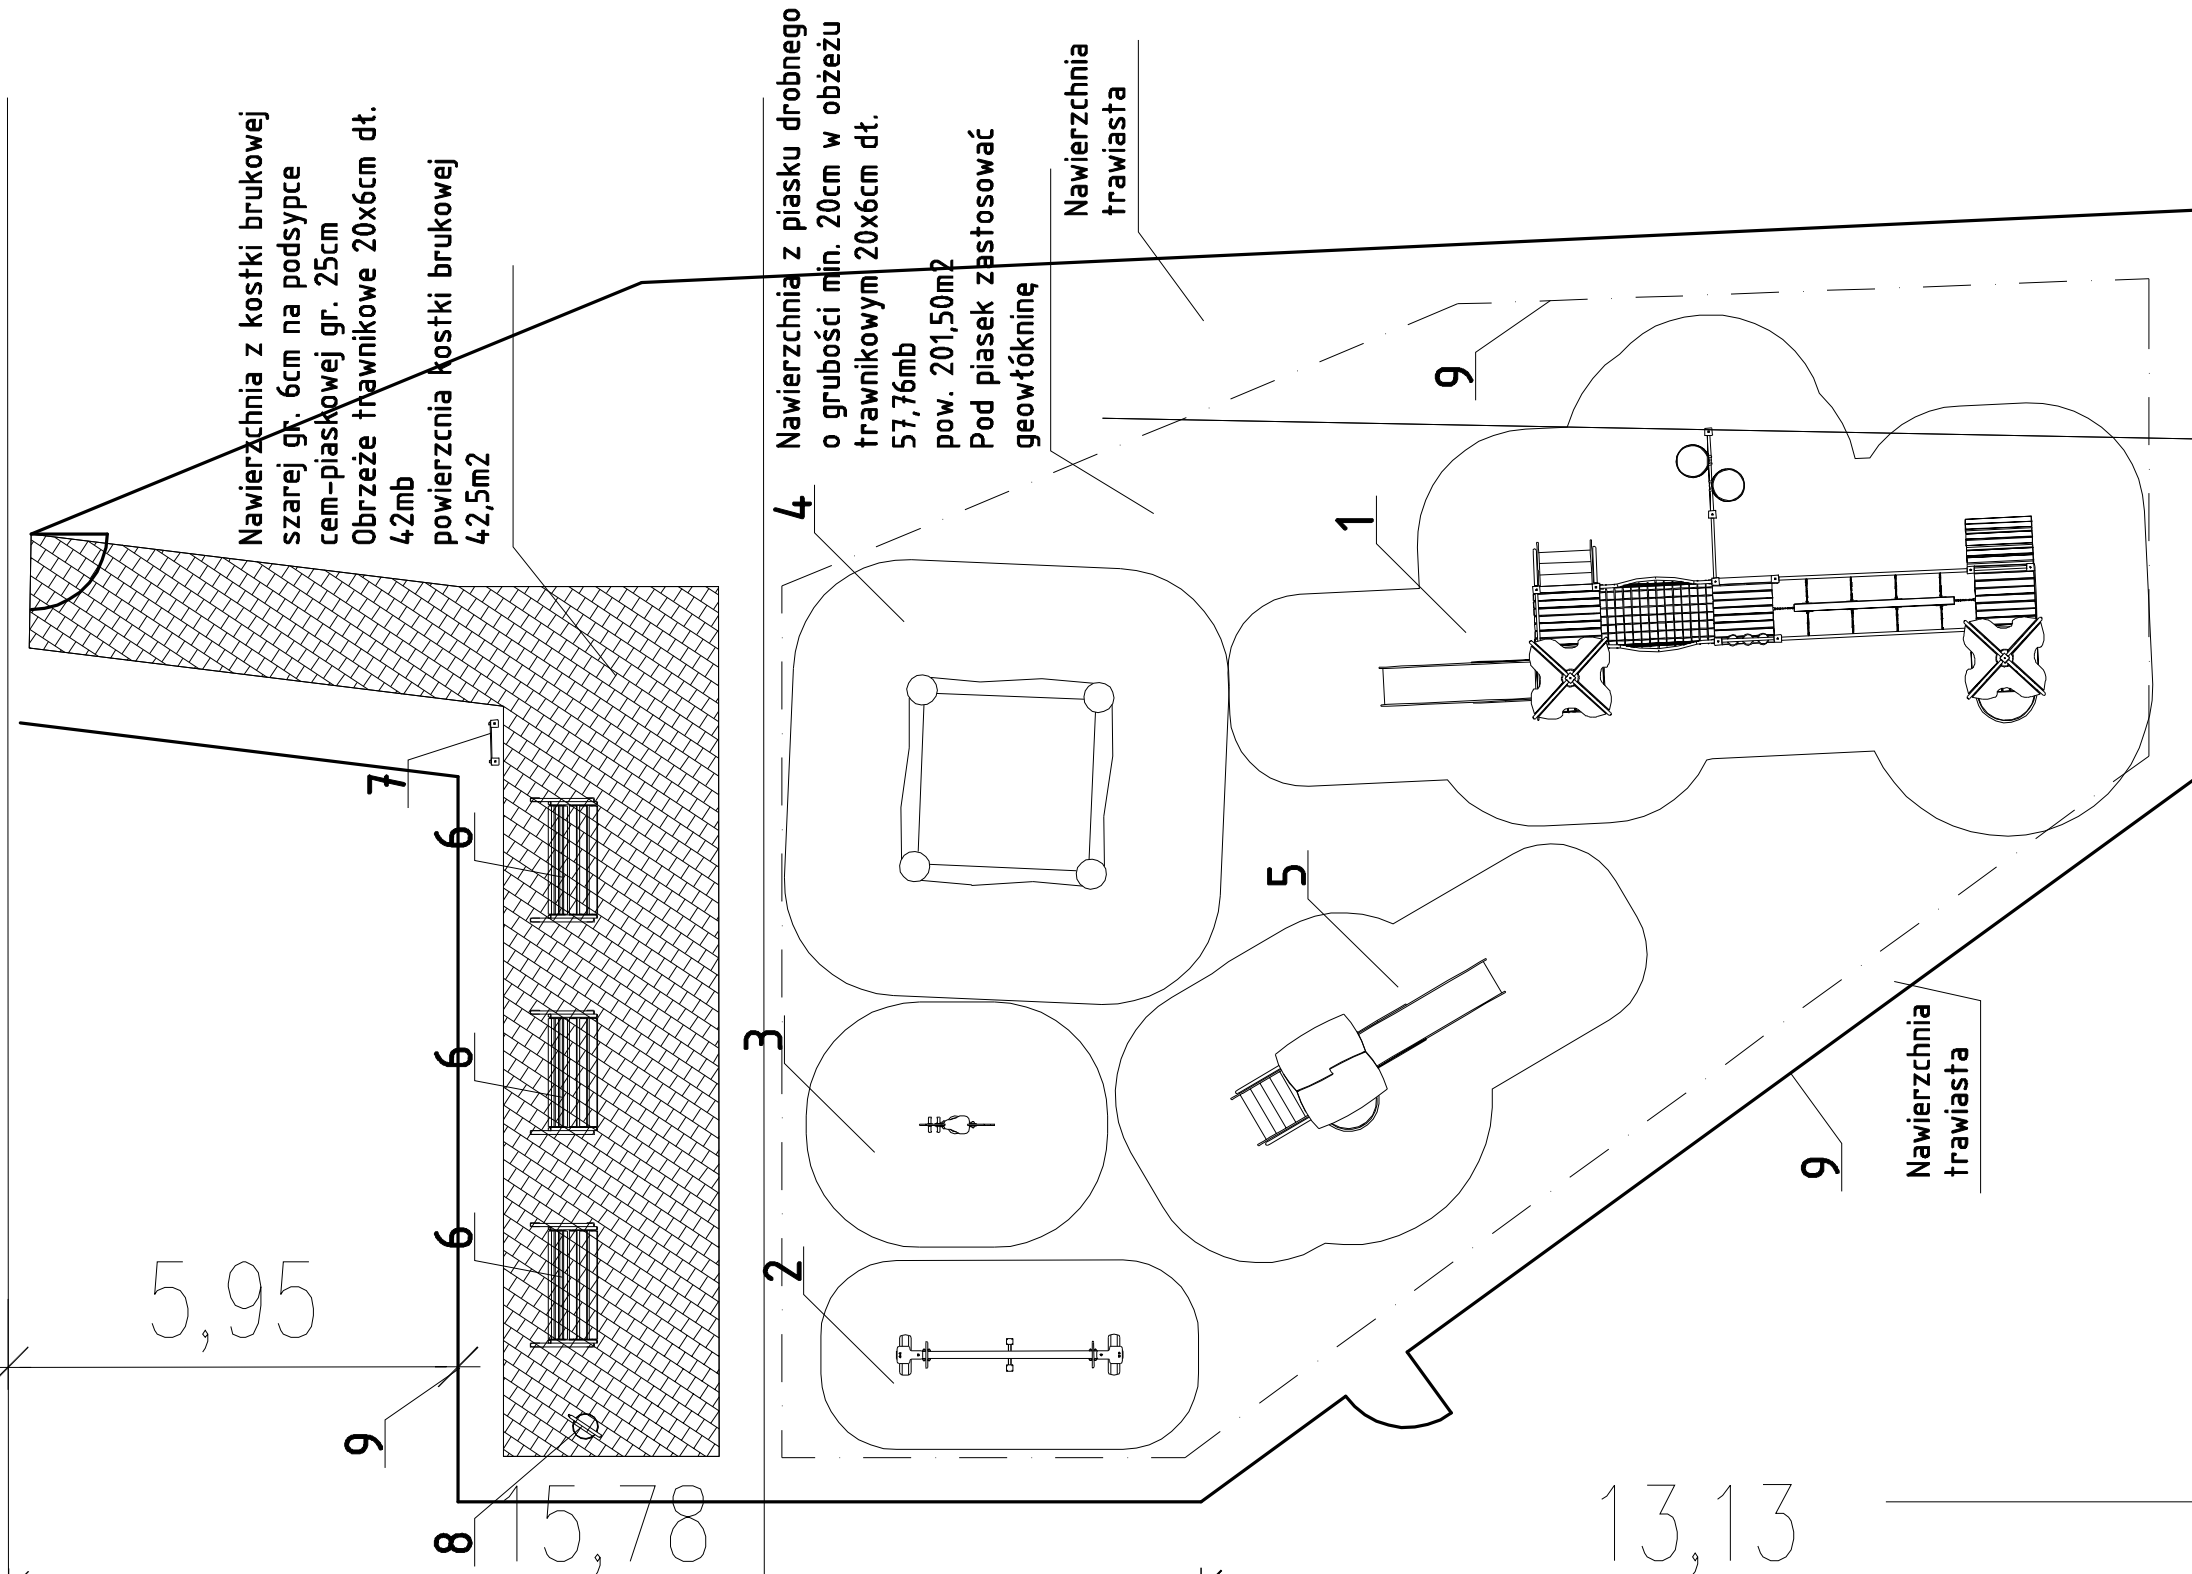 Nawierzchnia z kostki brukowej
szarej gr. 6cm na podsypce
cem-piaskowej gr. 25cm
Obrzeże trawnikowe 20x6cm dł.
42mb
powierzcnia kostki brukowej
42,5m2
Nawierzchnia z piasku drobnego
o grubości min. 20cm w obżeżu
trawnikowym 20x6cm dł.
57,76mb
pow. 201,50m2
Pod piasek zastosować
geowłókninę
Nawierzchnia
trawiasta
9
4
1
7
6
5
6
3
6
2
9
8
9
Nawierzchnia
trawiasta
5,95
15,78
13,13